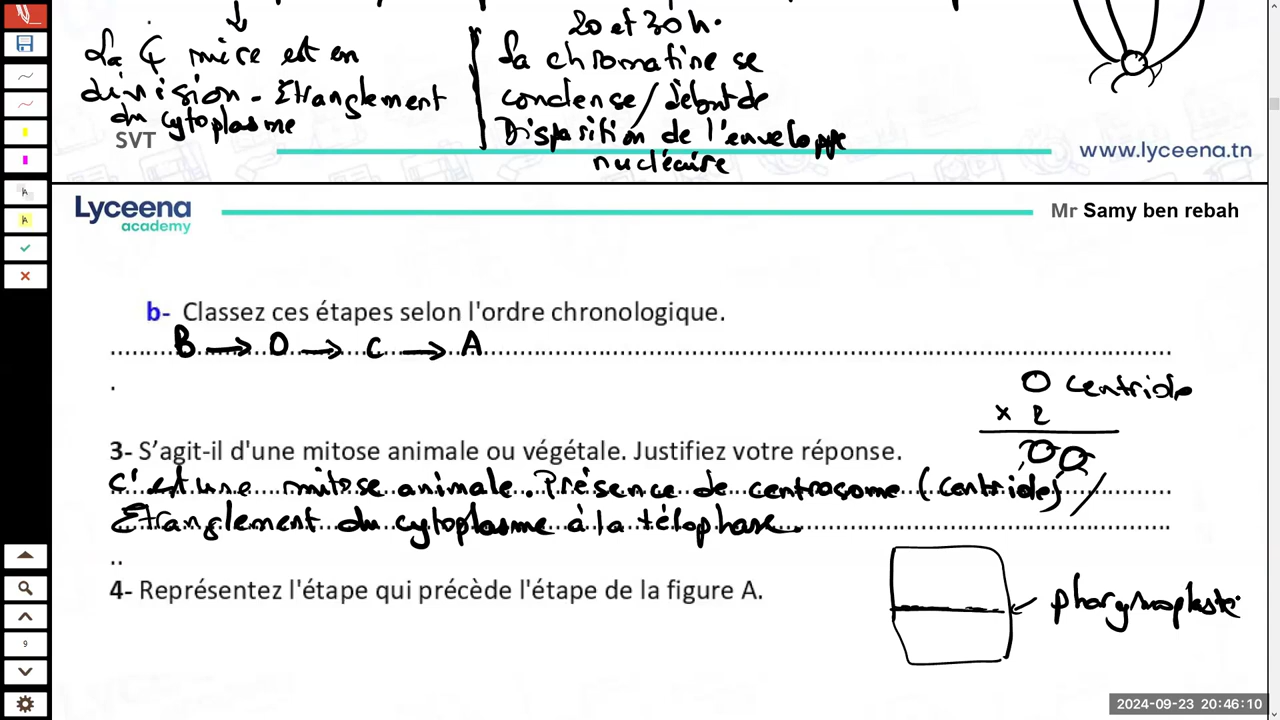 20 et 30 h.
La ₵ mère est en
division - Etranglement
du cytoplasme
La chromatine se
condense / début de
Disparition de l'enveloppe
nucléaire
SVT
www.lyceena.tn
Lyceena
academy
Mr Samy ben rebah
b- Classez ces étapes selon l'ordre chronologique.
B → D → C → A
O centriole
x 2
3- S'agit-il d'une mitose animale ou végétale. Justifiez votre réponse.
C'est une mitose animale. Présence de centrosome (centriole) /
Etranglement du cytoplasme à la télophase.
4- Représentez l'étape qui précède l'étape de la figure A.
phragmoplaste
9
2024-09-23 20:46:10